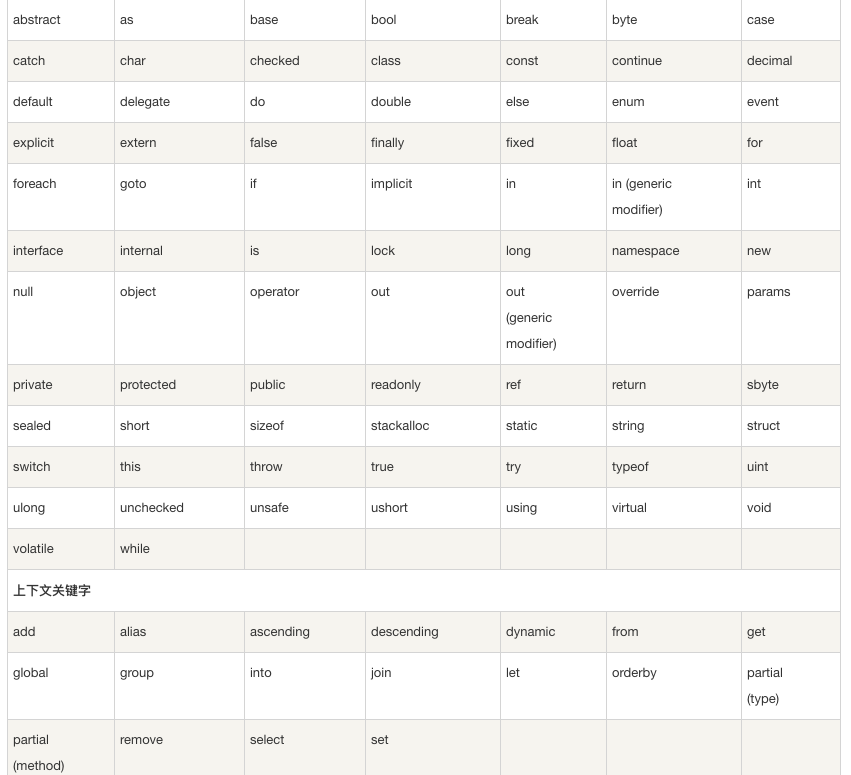 abstract as base bool break byte case
catch char checked class const continue decimal
default delegate do double else enum event
explicit extern false finally fixed float for
foreach goto if implicit in in (generic modifier) int
interface internal is lock long namespace new
null object operator out out (generic modifier) override params
private protected public readonly ref return sbyte
sealed short sizeof stackalloc static string struct
switch this throw true try typeof uint
ulong unchecked unsafe ushort using virtual void
volatile while
上下文关键字
add alias ascending descending dynamic from get
global group into join let orderby partial (type)
partial (method) remove select set